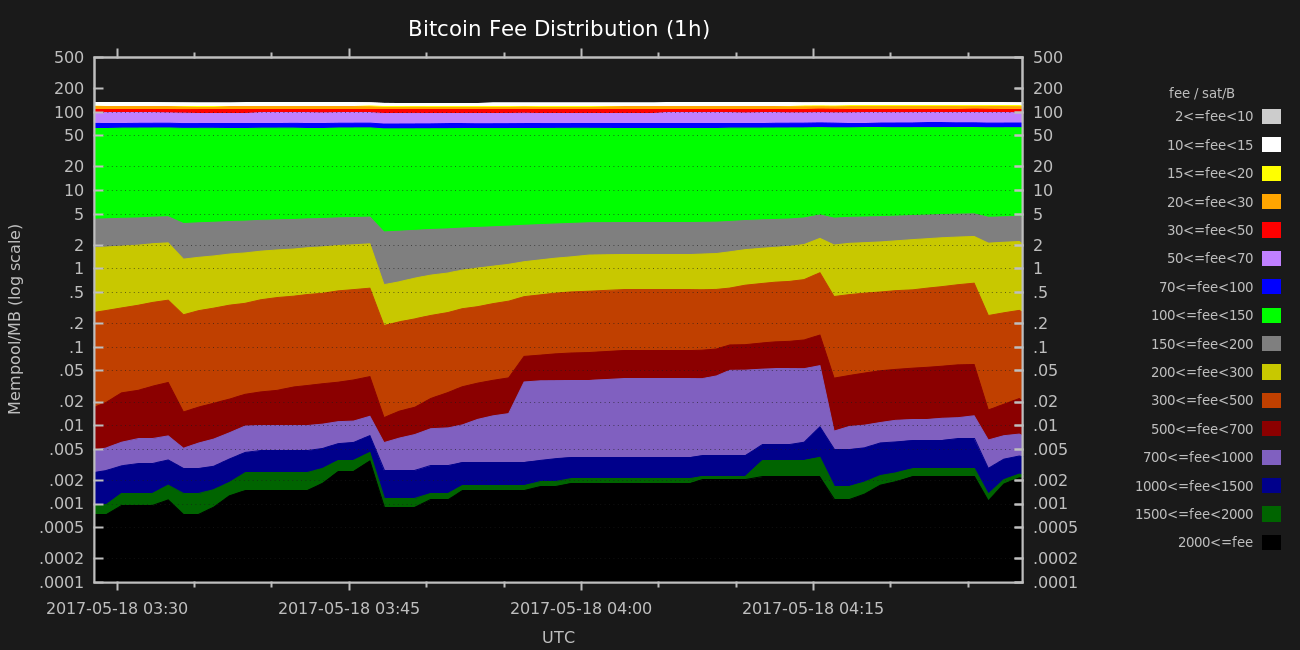 Bitcoin Fee Distribution (1h)
500
200
100
50
20
10
5
2
1
.5
.2
.1
.05
.02
.01
.005
.002
.001
.0005
.0002
.0001
Mempool/MB (log scale)
500
200
100
50
20
10
5
2
1
.5
.2
.1
.05
.02
.01
.005
.002
.001
.0005
.0002
.0001
2017-05-18 03:30
2017-05-18 03:45
2017-05-18 04:00
2017-05-18 04:15
UTC
fee / sat/B
2<=fee<10
10<=fee<15
15<=fee<20
20<=fee<30
30<=fee<50
50<=fee<70
70<=fee<100
100<=fee<150
150<=fee<200
200<=fee<300
300<=fee<500
500<=fee<700
700<=fee<1000
1000<=fee<1500
1500<=fee<2000
2000<=fee